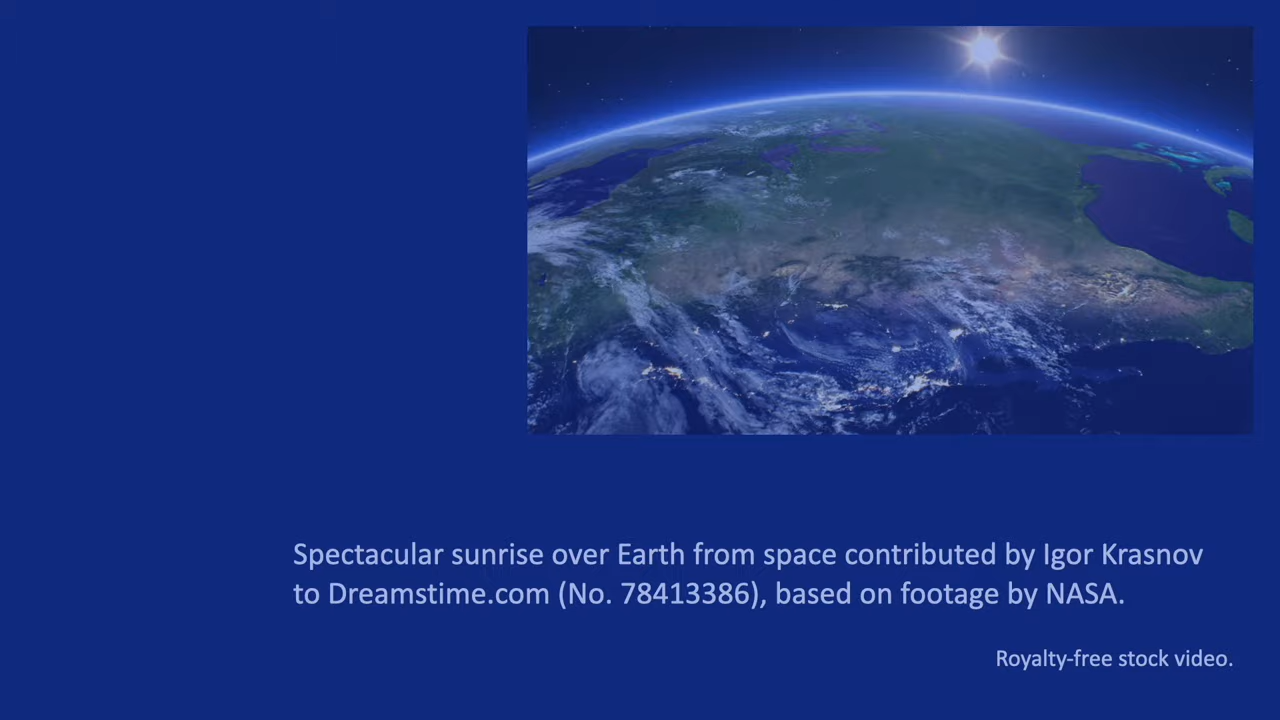 Spectacular sunrise over Earth from space contributed by Igor Krasnov
to Dreamstime.com (No. 78413386), based on footage by NASA.
Royalty-free stock video.